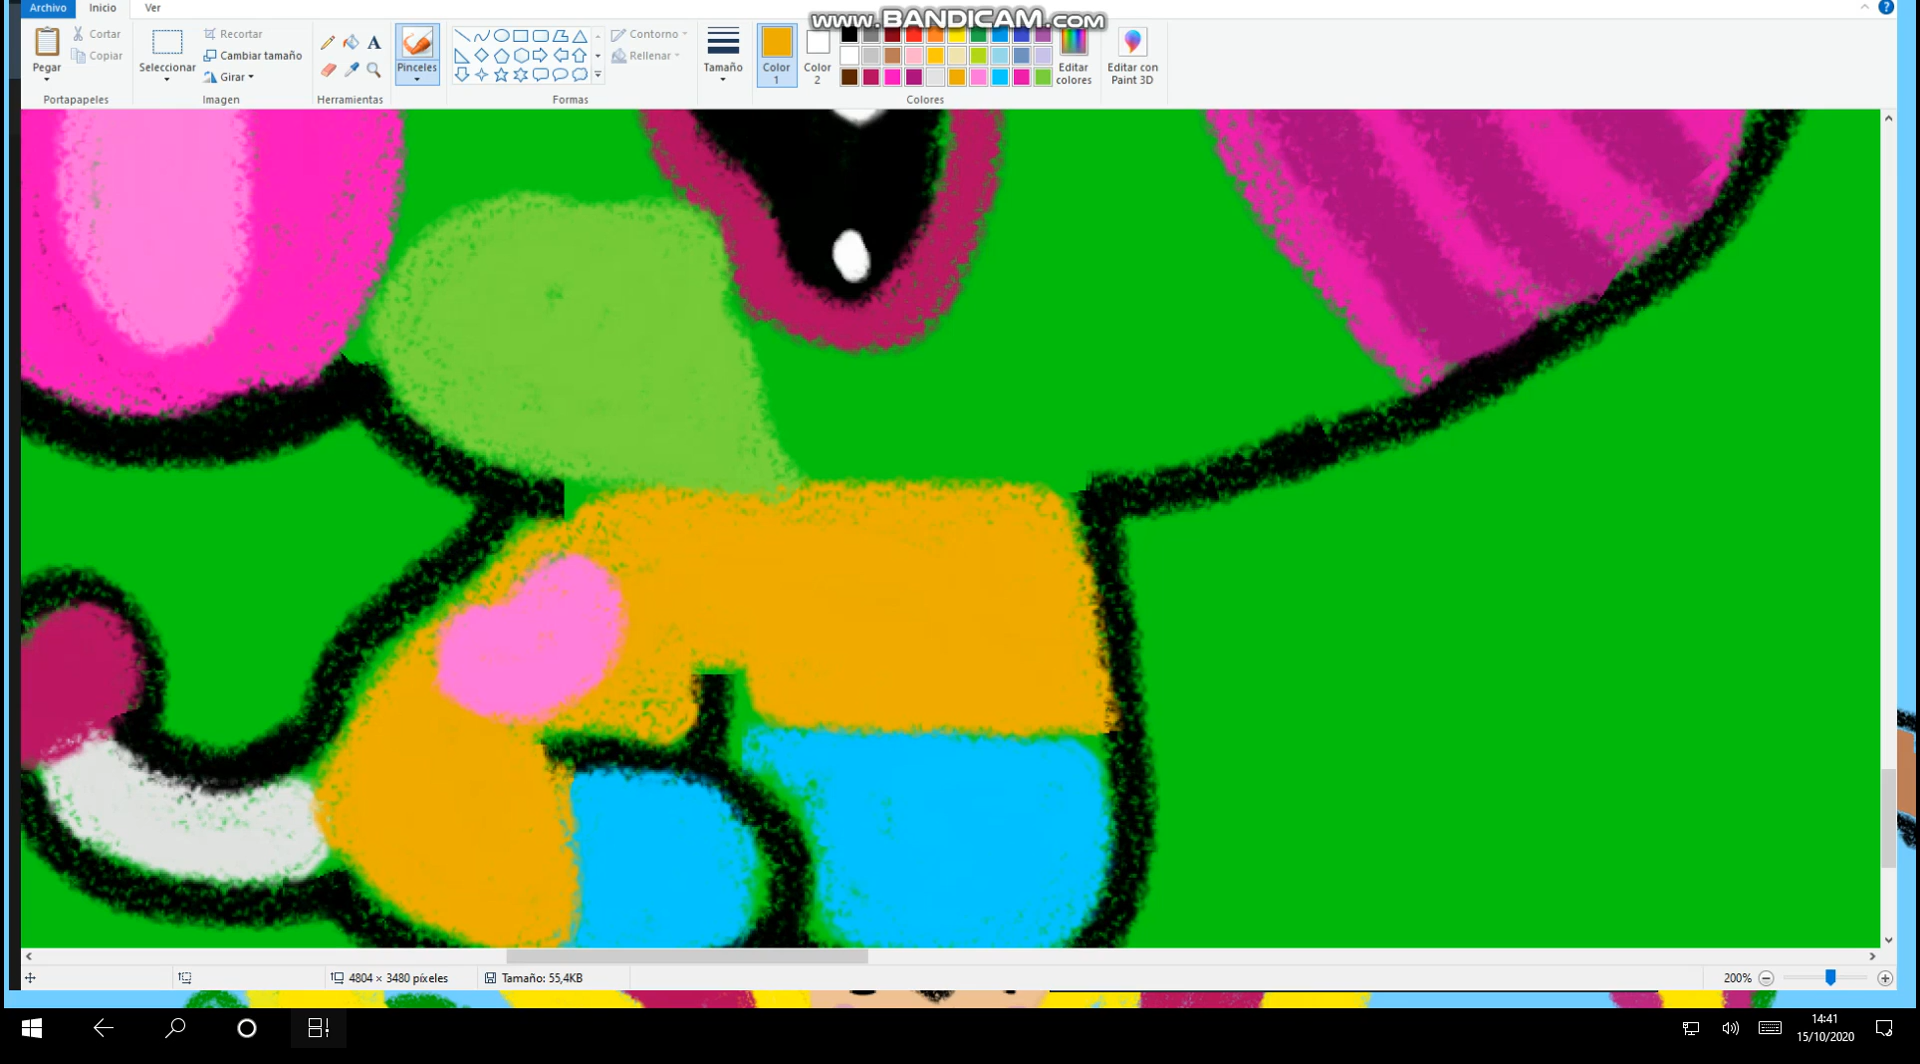 Archivo Inicio Ver
www.BANDICAM.com
Pegar
Cortar
Copiar
Portapapeles
Seleccionar
Recortar
Cambiar tamaño
Girar
Imagen
A
Herramientas
Pinceles
Contorno
Rellenar
Formas
Tamaño
Color
1
Color
2
Editar
colores
Colores
Editar con
Paint 3D
4804 × 3480 píxeles
Tamaño: 55,4KB
200%
14:41
15/10/2020